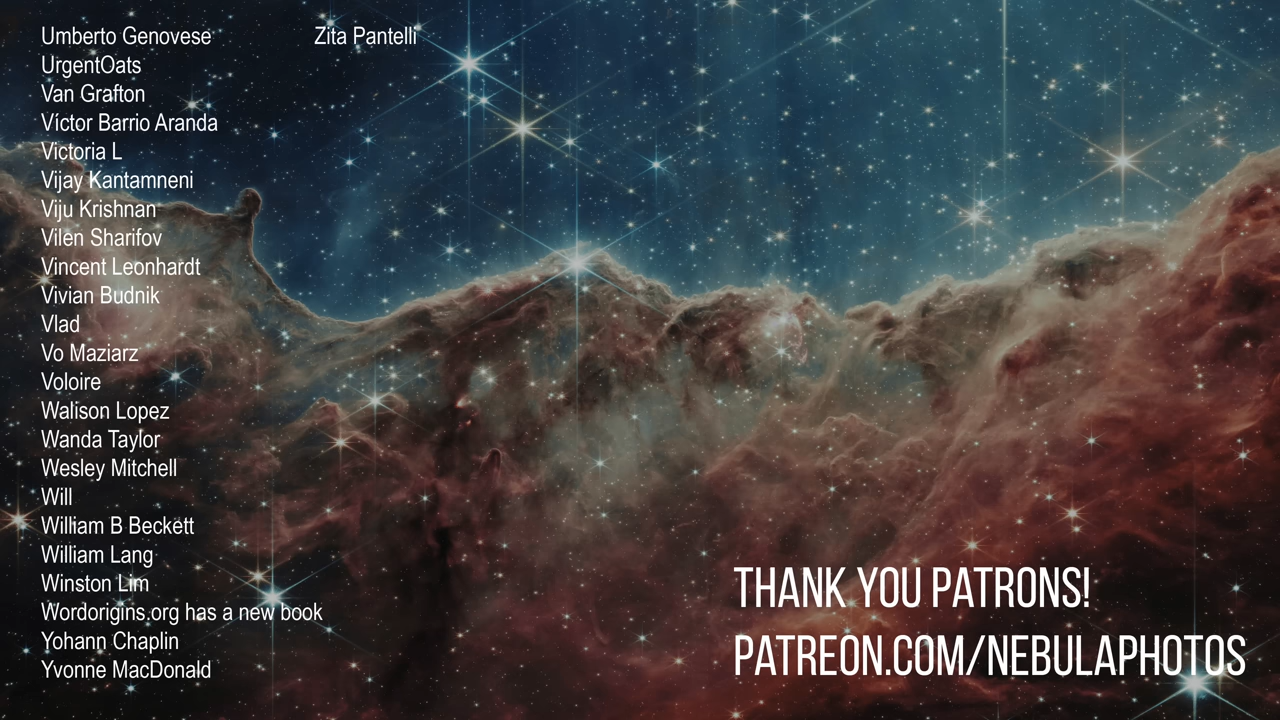 Umberto Genovese
UrgentOats
Van Grafton
Víctor Barrio Aranda
Victoria L
Vijay Kantamneni
Viju Krishnan
Vilen Sharifov
Vincent Leonhardt
Vivian Budnik
Vlad
Vo Maziarz
Voloire
Walison Lopez
Wanda Taylor
Wesley Mitchell
Will
William B Beckett
William Lang
Winston Lim
Wordorigins.org has a new book
Yohann Chaplin
Yvonne MacDonald
Zita Pantelli
THANK YOU PATRONS!
PATREON.COM/NEBULAPHOTOS